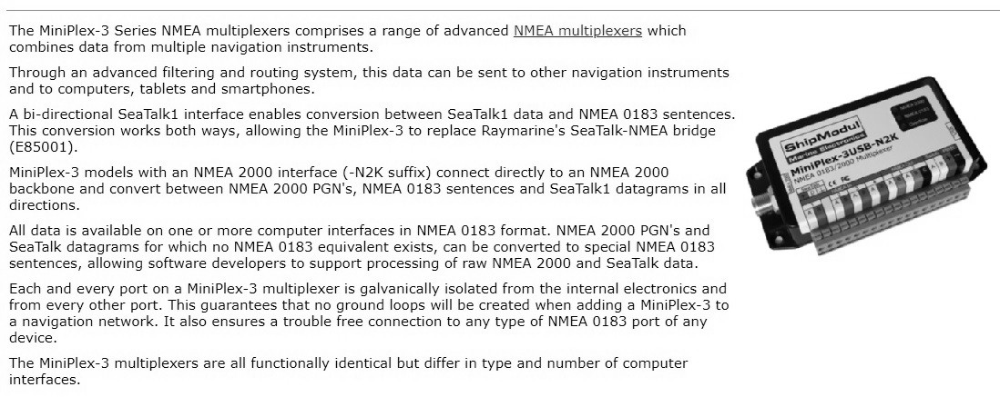 The MiniPlex-3 Series NMEA multiplexers comprises a range of advanced NMEA multiplexers which
combines data from multiple navigation instruments.
Through an advanced filtering and routing system, this data can be sent to other navigation instruments
and to computers, tablets and smartphones.
A bi-directional SeaTalk1 interface enables conversion between SeaTalk1 data and NMEA 0183 sentences.
This conversion works both ways, allowing the MiniPlex-3 to replace Raymarine's SeaTalk-NMEA bridge
(E85001).
MiniPlex-3 models with an NMEA 2000 interface (-N2K suffix) connect directly to an NMEA 2000
backbone and convert between NMEA 2000 PGN's, NMEA 0183 sentences and SeaTalk1 datagrams in all
directions.
All data is available on one or more computer interfaces in NMEA 0183 format. NMEA 2000 PGN's and
SeaTalk datagrams for which no NMEA 0183 equivalent exists, can be converted to special NMEA 0183
sentences, allowing software developers to support processing of raw NMEA 2000 and SeaTalk data.
Each and every port on a MiniPlex-3 multiplexer is galvanically isolated from the internal electronics and
from every other port. This guarantees that no ground loops will be created when adding a MiniPlex-3 to
a navigation network. It also ensures a trouble free connection to any type of NMEA 0183 port of any
device.
The MiniPlex-3 multiplexers are all functionally identical but differ in type and number of computer
interfaces.
ShipModul
Marine Electronics
MiniPlex-3USB-N2K
NMEA 0183/2000 Multiplexer
CE